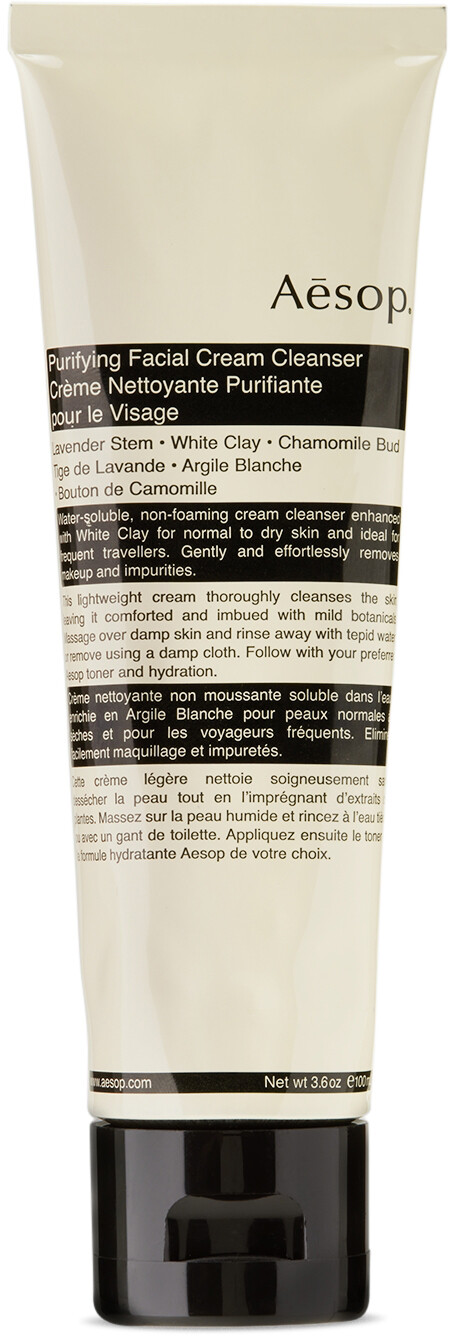 Aēsop.
Purifying Facial Cream Cleanser
Crème Nettoyante Purifiante
pour le Visage
Lavender Stem • White Clay • Chamomile Bud
Tige de Lavande • Argile Blanche
• Bouton de Camomille
Water-soluble, non-foaming cream cleanser enhanced
with White Clay for normal to dry skin and ideal for
frequent travellers. Gently and effortlessly removes
makeup and impurities.
This lightweight cream thoroughly cleanses the skin
leaving it comforted and imbued with mild botanicals
Massage over damp skin and rinse away with tepid water
or remove using a damp cloth. Follow with your preferre
Aesop toner and hydration.
Crème nettoyante non moussante soluble dans l'eau
enrichie en Argile Blanche pour peaux normales
sèches et pour les voyageurs fréquents. Elimin
facilement maquillage et impuretés.
Cette crème légère nettoie soigneusement sa
dessécher la peau tout en l'imprégnant d'extraits
plantes. Massez sur la peau humide et rincez à l'eau tiè
ou avec un gant de toilette. Appliquez ensuite le toner
la formule hydratante Aesop de votre choix.
www.aesop.com Net wt 3.6oz ℮100m